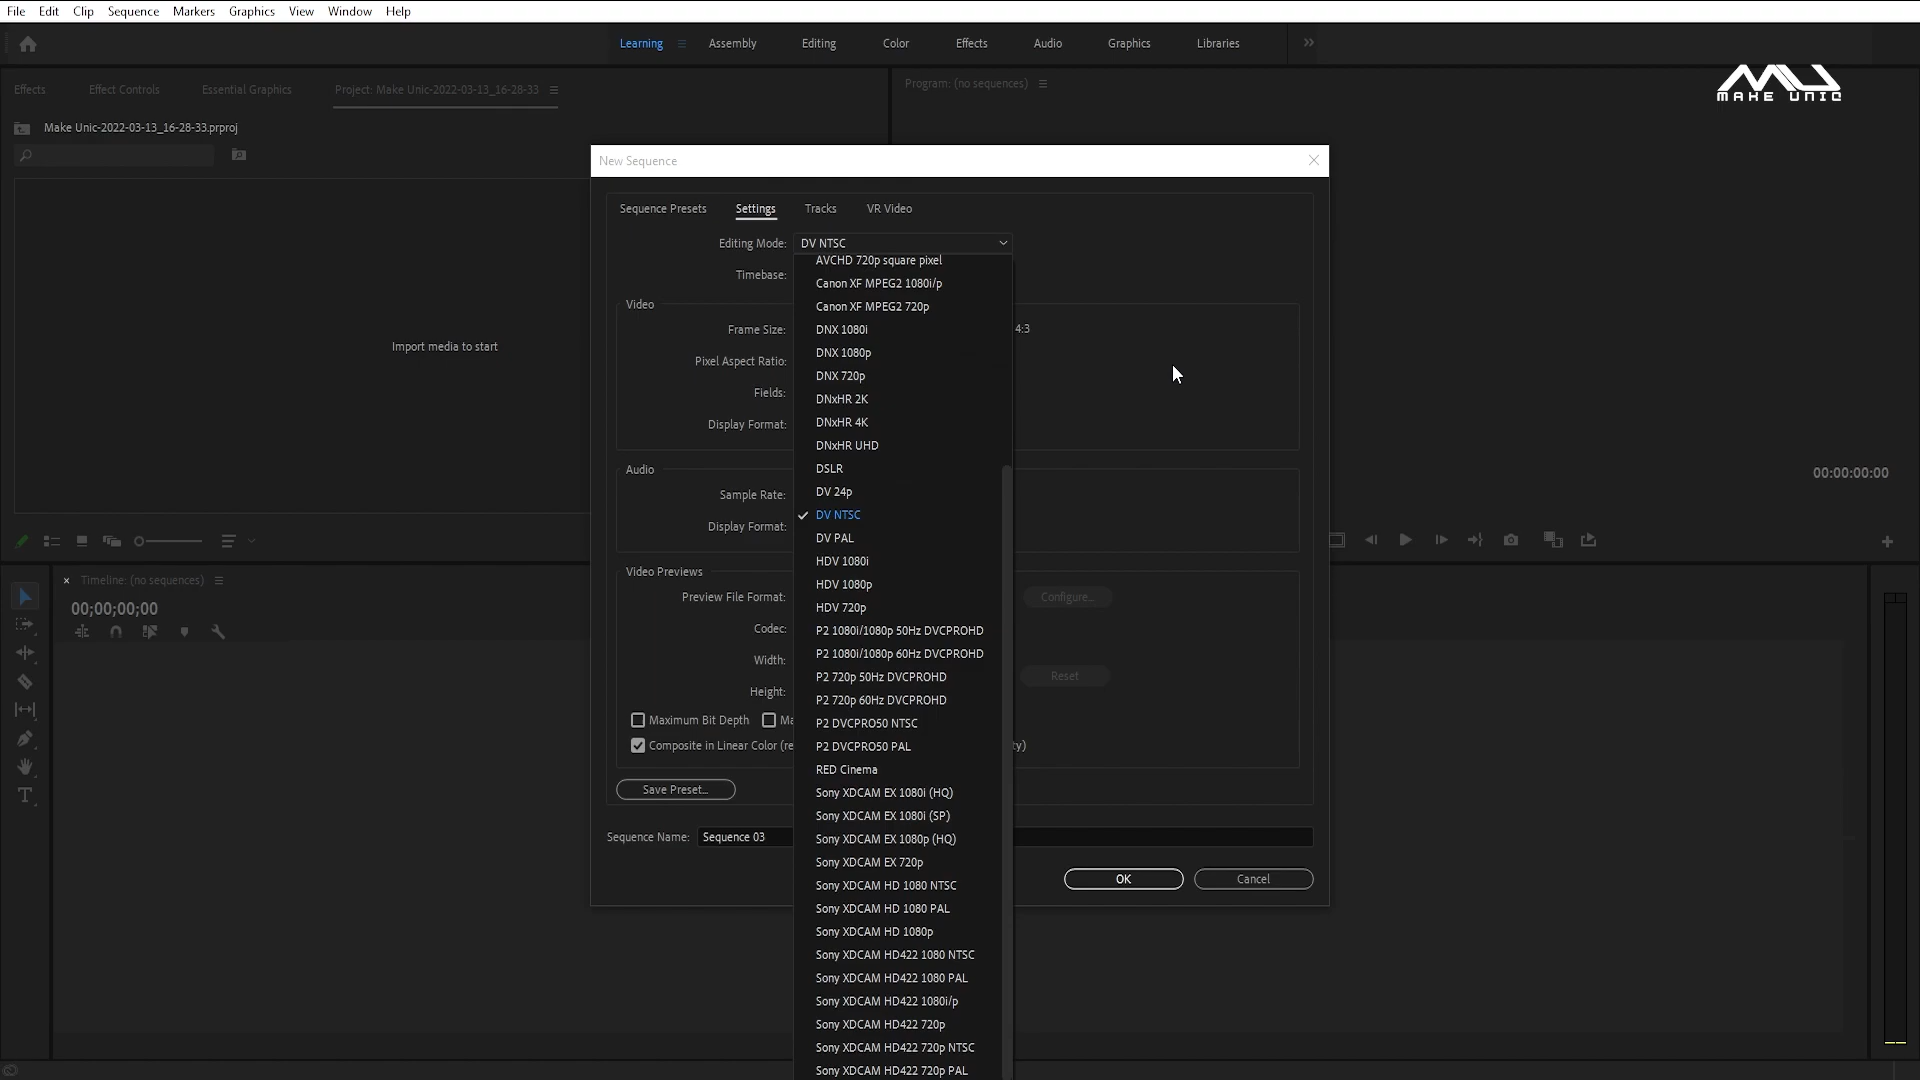 File Edit Clip Sequence Markers Graphics View Window Help
Learning Assembly Editing Color Effects Audio Graphics Libraries
MAKE UNIC
Effects Effect Controls Essential Graphics Project: Make Unic-2022-03-13_16-28-33
Program: (no sequences)
Make Unic-2022-03-13_16-28-33.prproj
Import media to start
New Sequence
Sequence Presets Settings Tracks VR Video
Editing Mode: DV NTSC
Timebase:
Video
Frame Size: 4:3
Pixel Aspect Ratio:
Fields:
Display Format:
Audio
Sample Rate:
Display Format:
Video Previews
Preview File Format: Configure...
Codec:
Width: Reset
Height:
Maximum Bit Depth Ma
Composite in Linear Color (re ty)
Save Preset...
Sequence Name: Sequence 03
OK Cancel
AVCHD 720p square pixel
Canon XF MPEG2 1080i/p
Canon XF MPEG2 720p
DNX 1080i
DNX 1080p
DNX 720p
DNxHR 2K
DNxHR 4K
DNxHR UHD
DSLR
DV 24p
DV NTSC
DV PAL
HDV 1080i
HDV 1080p
HDV 720p
P2 1080i/1080p 50Hz DVCPROHD
P2 1080i/1080p 60Hz DVCPROHD
P2 720p 50Hz DVCPROHD
P2 720p 60Hz DVCPROHD
P2 DVCPRO50 NTSC
P2 DVCPRO50 PAL
RED Cinema
Sony XDCAM EX 1080i (HQ)
Sony XDCAM EX 1080i (SP)
Sony XDCAM EX 1080p (HQ)
Sony XDCAM EX 720p
Sony XDCAM HD 1080 NTSC
Sony XDCAM HD 1080 PAL
Sony XDCAM HD 1080p
Sony XDCAM HD422 1080 NTSC
Sony XDCAM HD422 1080 PAL
Sony XDCAM HD422 1080i/p
Sony XDCAM HD422 720p
Sony XDCAM HD422 720p NTSC
Sony XDCAM HD422 720p PAL
00:00:00:00
Timeline: (no sequences)
00;00;00;00